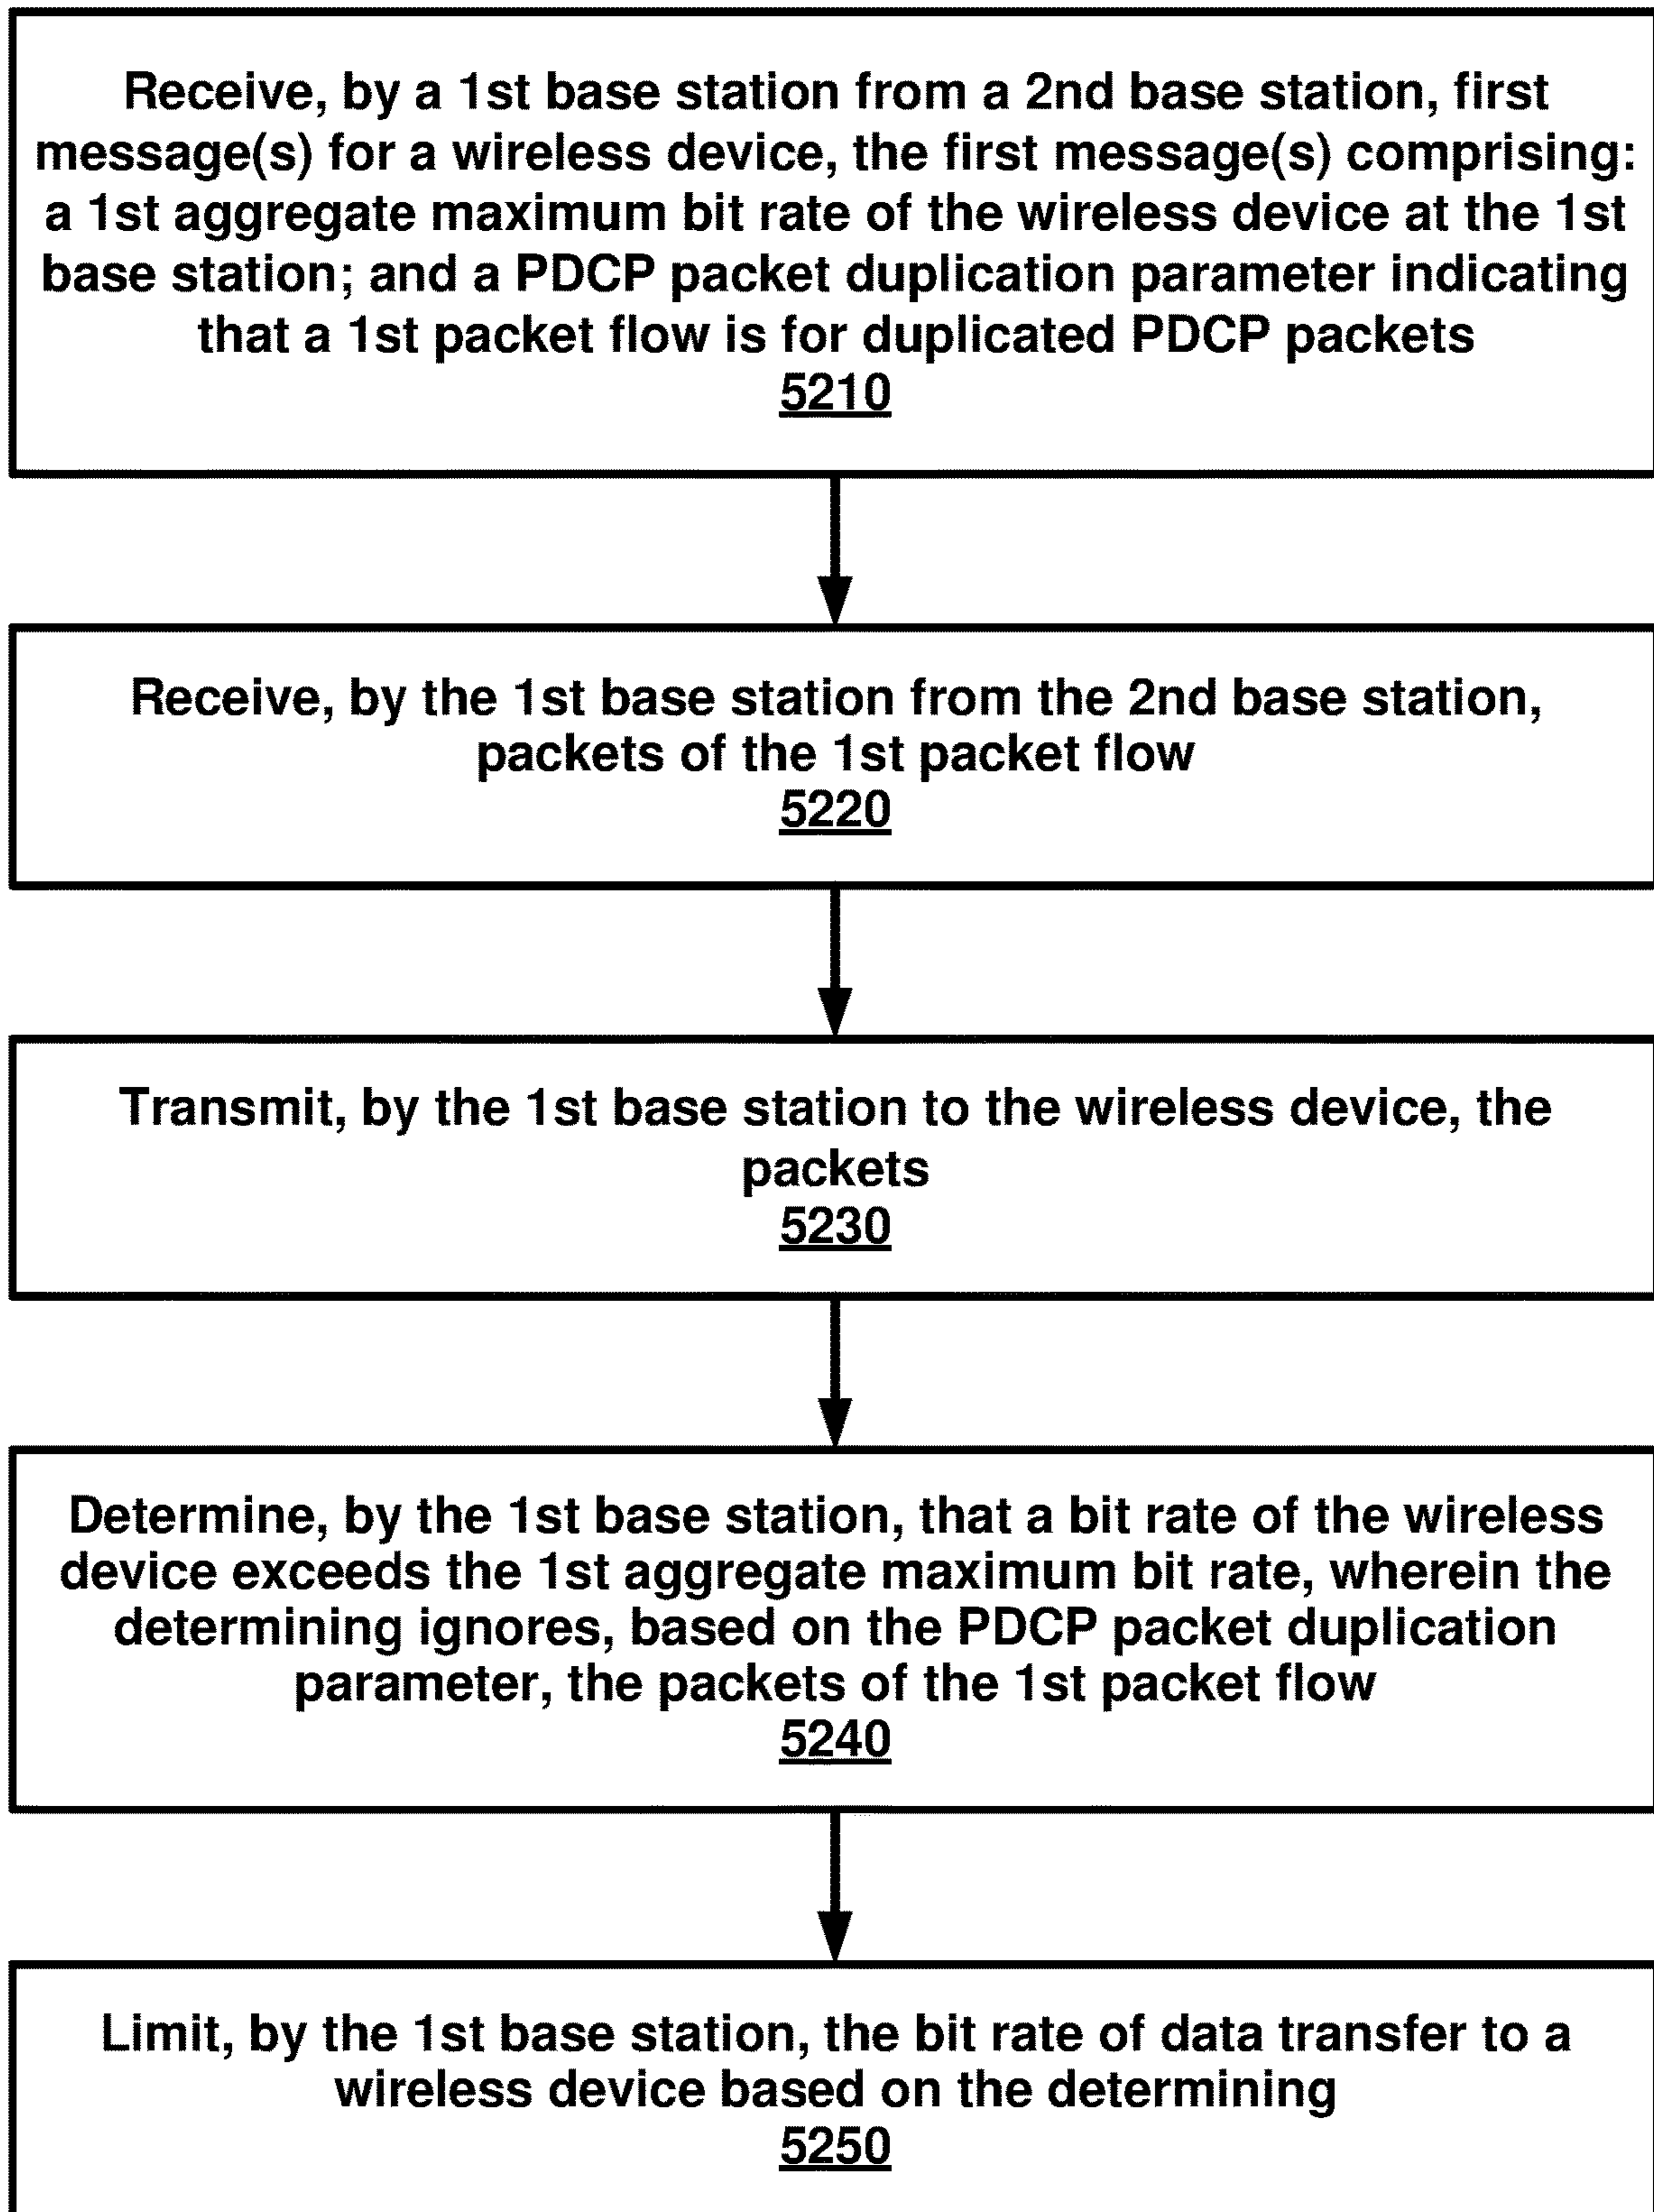 Receive, by a 1st base station from a 2nd base station, first
message(s) for a wireless device, the first message(s) comprising:
a 1st aggregate maximum bit rate of the wireless device at the 1st
base station; and a PDCP packet duplication parameter indicating
that a 1st packet flow is for duplicated PDCP packets
5210
Receive, by the 1st base station from the 2nd base station,
packets of the 1st packet flow
5220
Transmit, by the 1st base station to the wireless device, the
packets
5230
Determine, by the 1st base station, that a bit rate of the wireless
device exceeds the 1st aggregate maximum bit rate, wherein the
determining ignores, based on the PDCP packet duplication
parameter, the packets of the 1st packet flow
5240
Limit, by the 1st base station, the bit rate of data transfer to a
wireless device based on the determining
5250